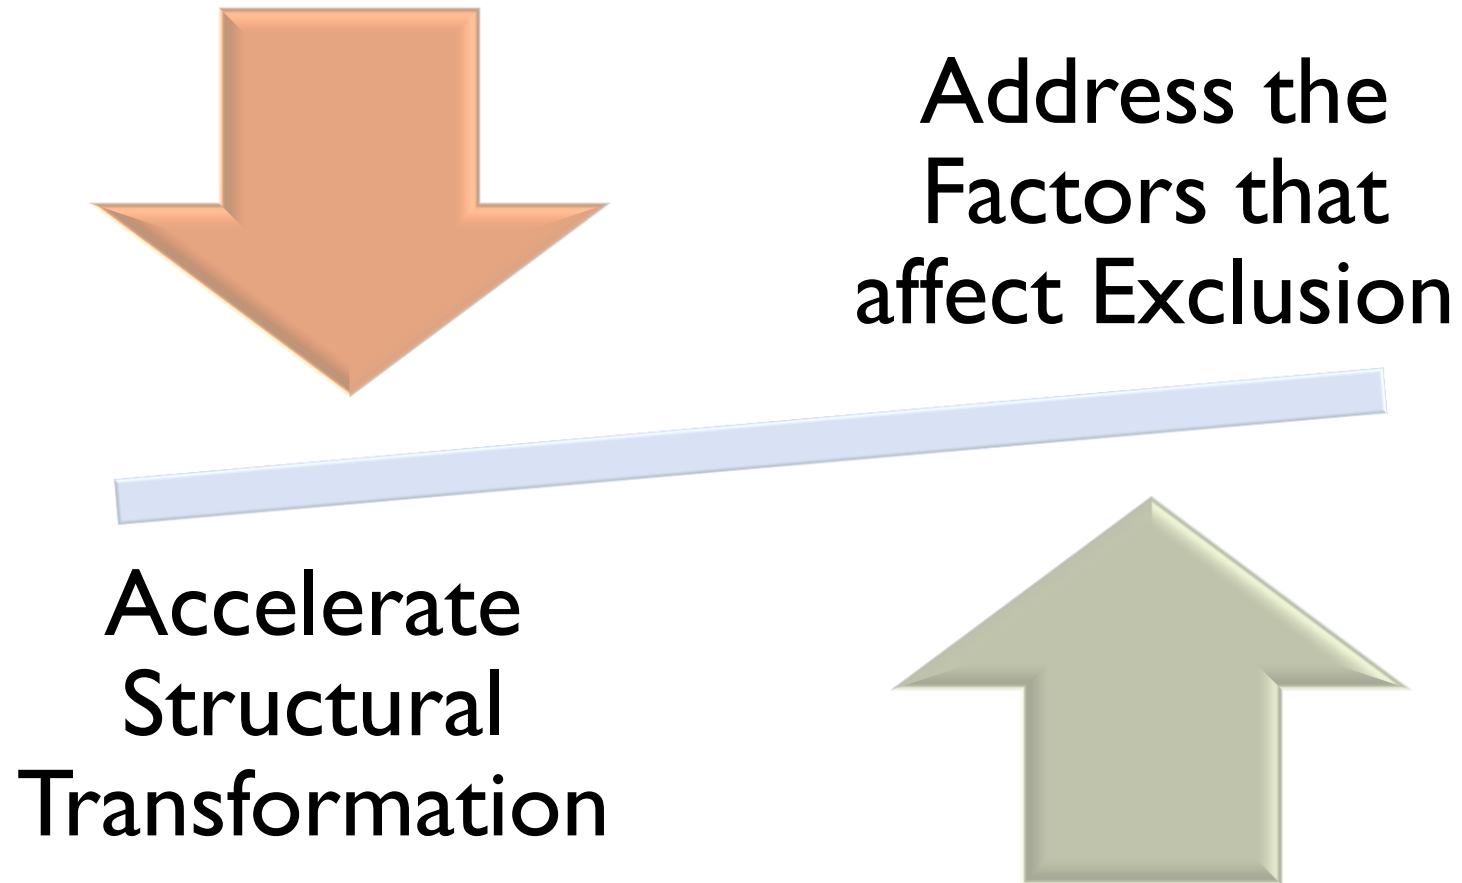 Address the
Factors that
affect Exclusion
Accelerate
Structural
Transformation